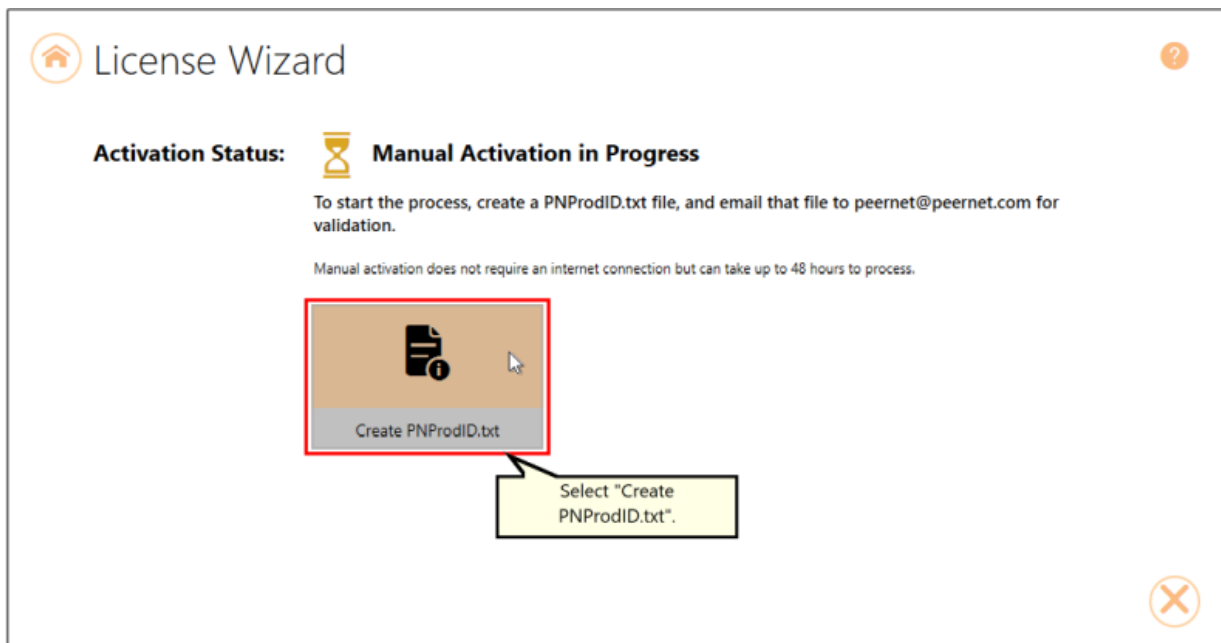 License Wizard
?
Activation Status:
Manual Activation in Progress
To start the process, create a PNProdID.txt file, and email that file to peernet@peernet.com for
validation.
Manual activation does not require an internet connection but can take up to 48 hours to process.
i
Create PNProdID.txt
Select "Create
PNProdID.txt".